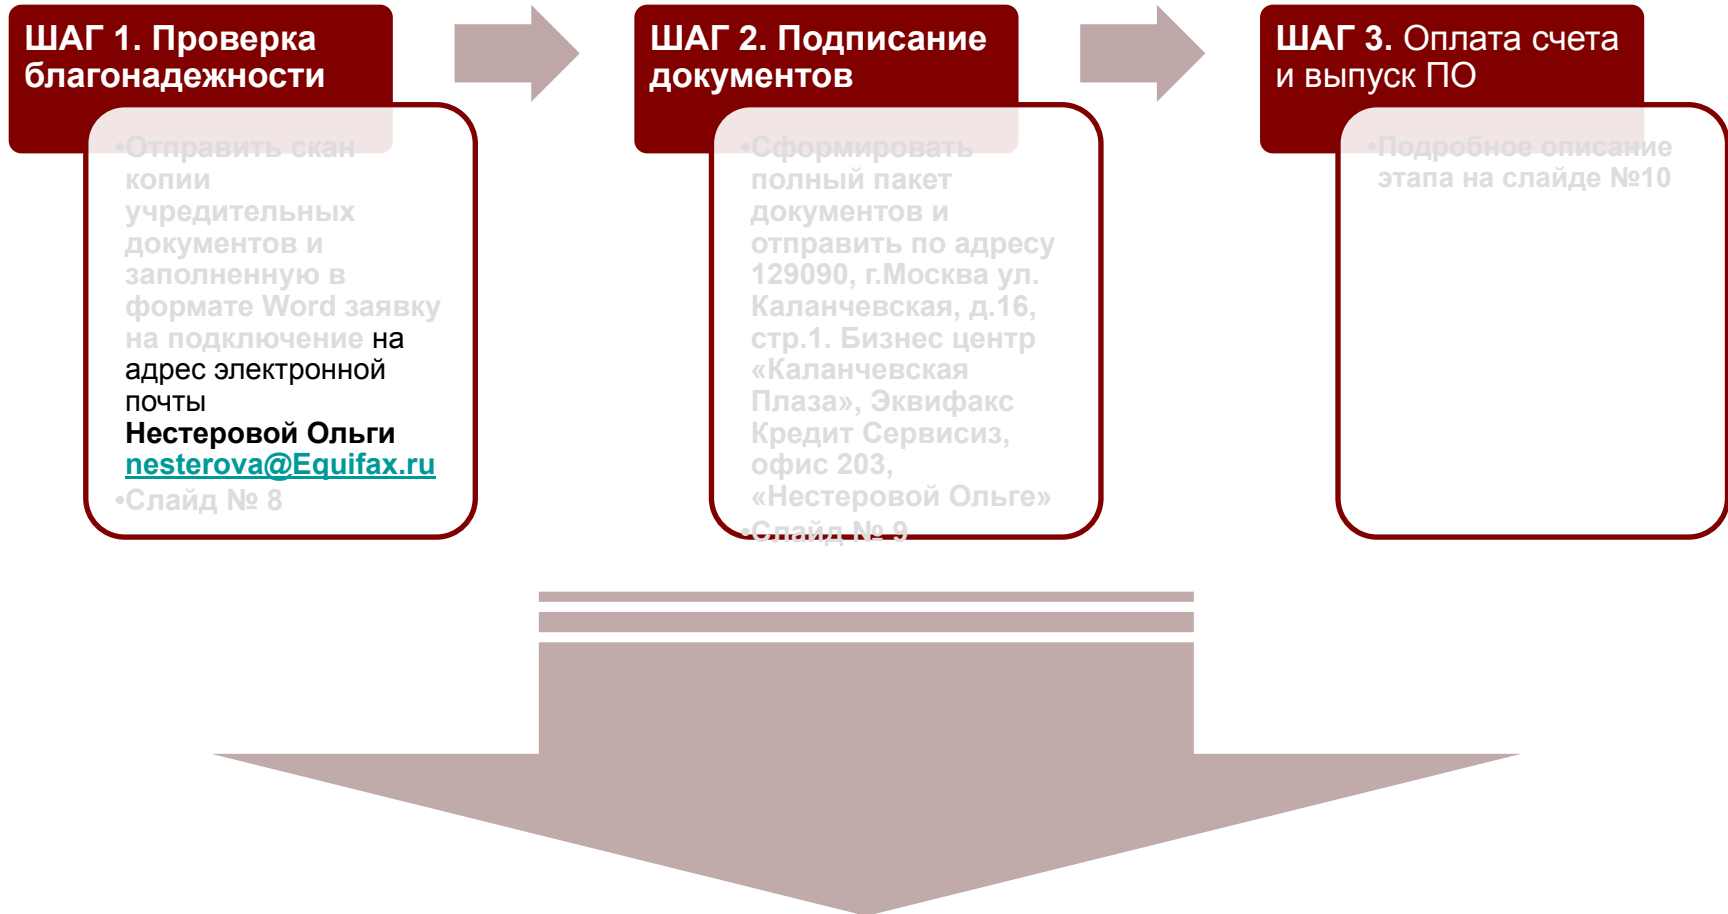 ШАГ 1. Проверка
благонадежности
•Отправить скан
копии
учредительных
документов и
заполненную в
формате Word заявку
на подключение на
адрес электронной
почты
Нестеровой Ольги
nesterova@Equifax.ru
•Слайд № 8
ШАГ 2. Подписание
документов
•Сформировать
полный пакет
документов и
отправить по адресу
129090, г.Москва ул.
Каланчевская, д.16,
стр.1. Бизнес центр
«Каланчевская
Плаза», Эквифакс
Кредит Сервисиз,
офис 203,
«Нестеровой Ольге»
•Слайд № 9
ШАГ 3. Оплата счета
и выпуск ПО
•Подробное описание
этапа на слайде №10